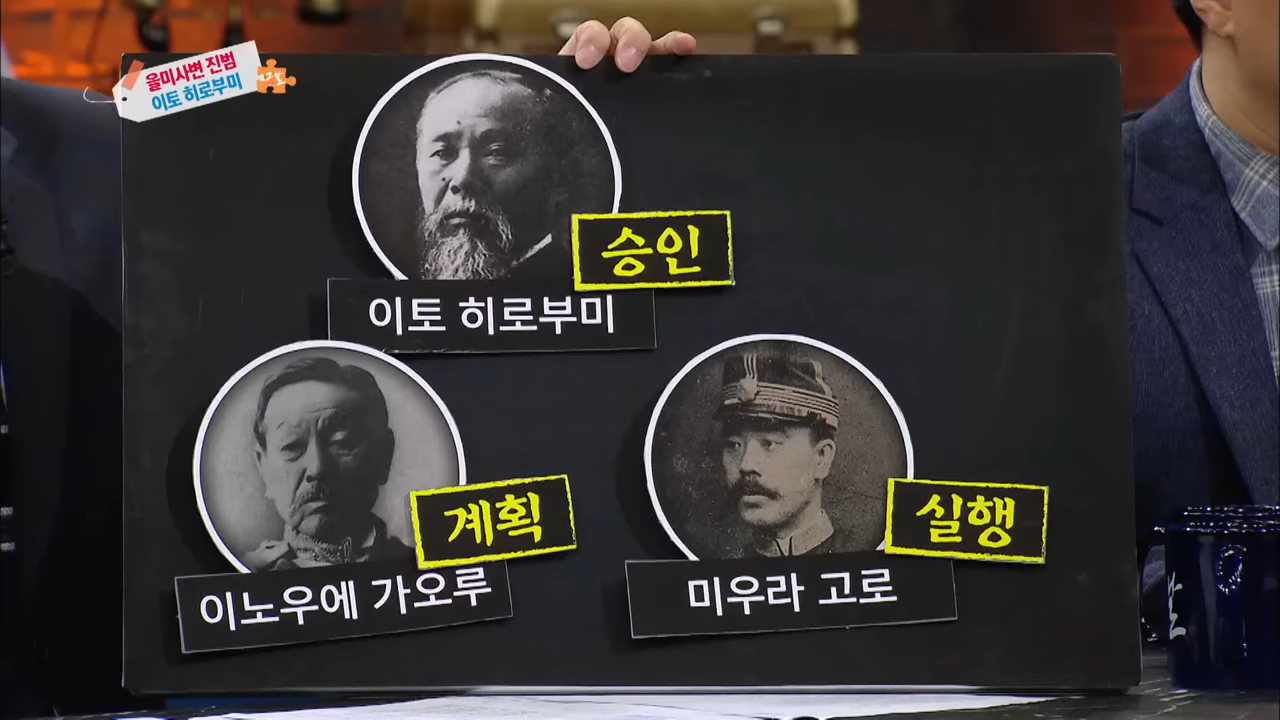 을미사변 진범
이토 히로부미
승인
이토 히로부미
계획
이노우에 가오루
실행
미우라 고로